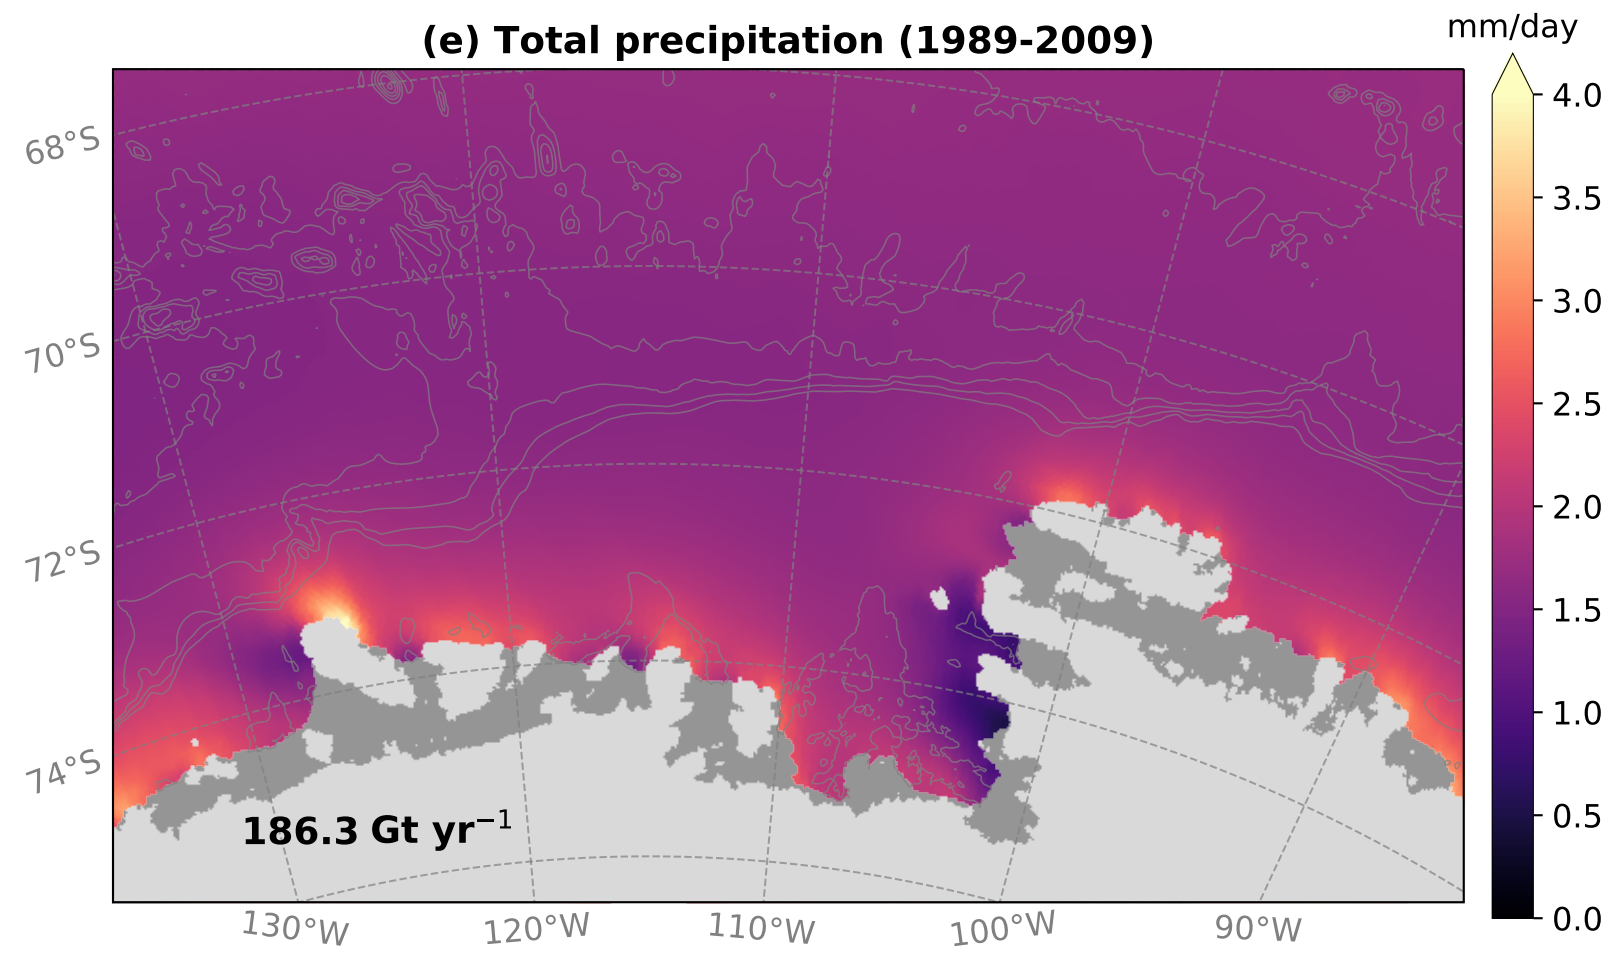 (e) Total precipitation (1989-2009)
mm/day
4.0
3.5
3.0
2.5
2.0
1.5
1.0
0.5
0.0
68°S
70°S
72°S
74°S
186.3 Gt yr⁻¹
130°W
120°W
110°W
100°W
90°W